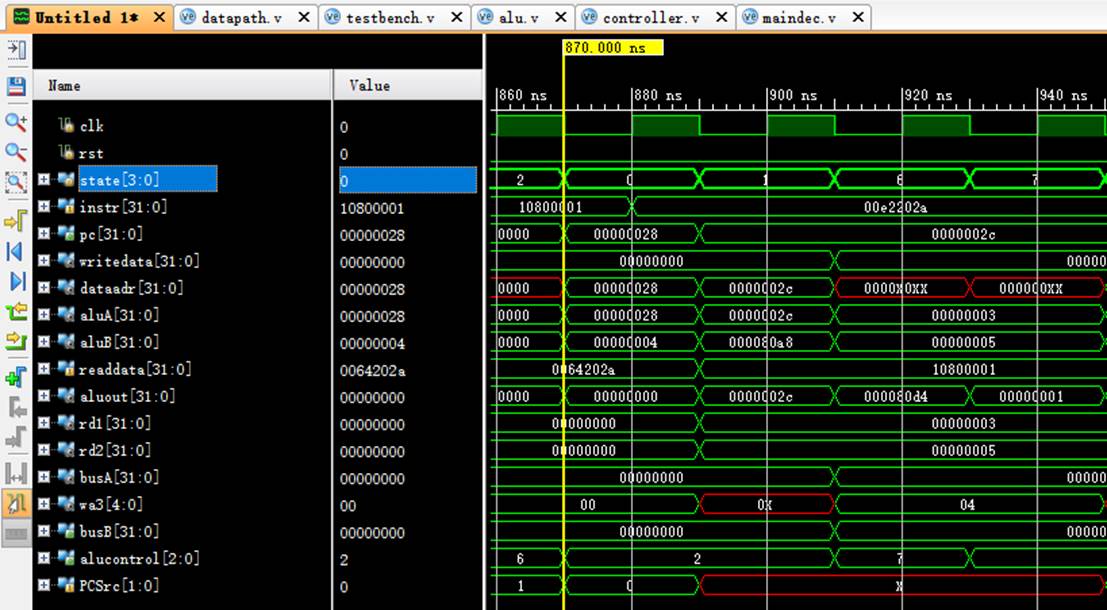 Untitled 1* datapath.v testbench.v alu.v controller.v maindec.v
870.000 ns
Name Value 860 ns 880 ns 900 ns 920 ns 940 ns
clk 0
rst 0
state[3:0] 0 2 0 1 6 7
instr[31:0] 10800001 10800001 00e2202a
pc[31:0] 00000028 0000 00000028 0000002c
writedata[31:0] 00000000 00000000 00000
dataadr[31:0] 00000028 0000 00000028 0000002c 0000X0XX 000000XX
aluA[31:0] 00000028 0000 00000028 0000002c 00000003
aluB[31:0] 00000004 0000 00000004 000080a8 00000005
readdata[31:0] 0064202a 0064202a 10800001
aluout[31:0] 00000000 0000 00000000 0000002c 000080d4 00000001
rd1[31:0] 00000000 00000000 00000003
rd2[31:0] 00000000 00000000 00000005
busA[31:0] 00000000 00000000 00000
wa3[4:0] 00 00 0X 04
busB[31:0] 00000000 00000000 00000
alucontrol[2:0] 2 6 2 7
PCSrc[1:0] 0 1 0 X